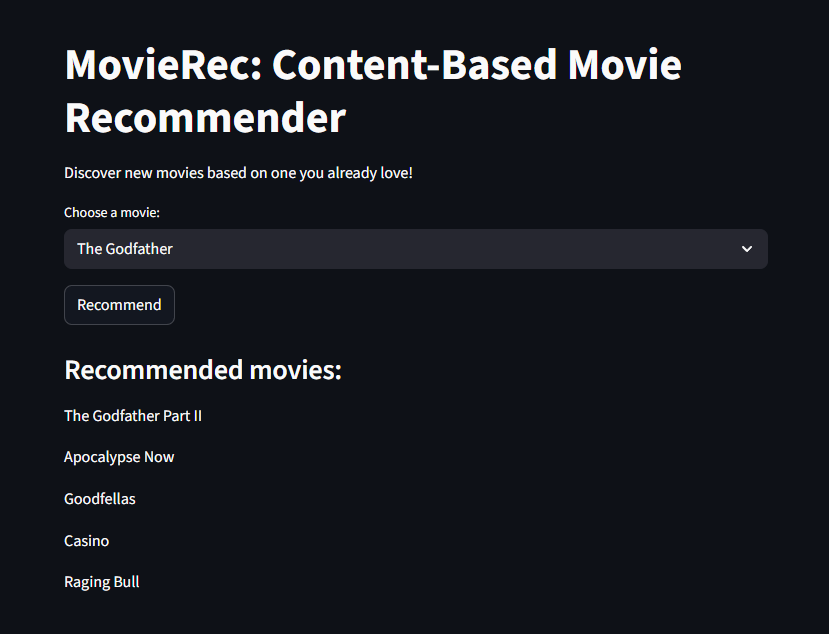 MovieRec: Content-Based Movie
Recommender
Discover new movies based on one you already love!
Choose a movie:
The Godfather
Recommend
Recommended movies:
The Godfather Part II
Apocalypse Now
Goodfellas
Casino
Raging Bull